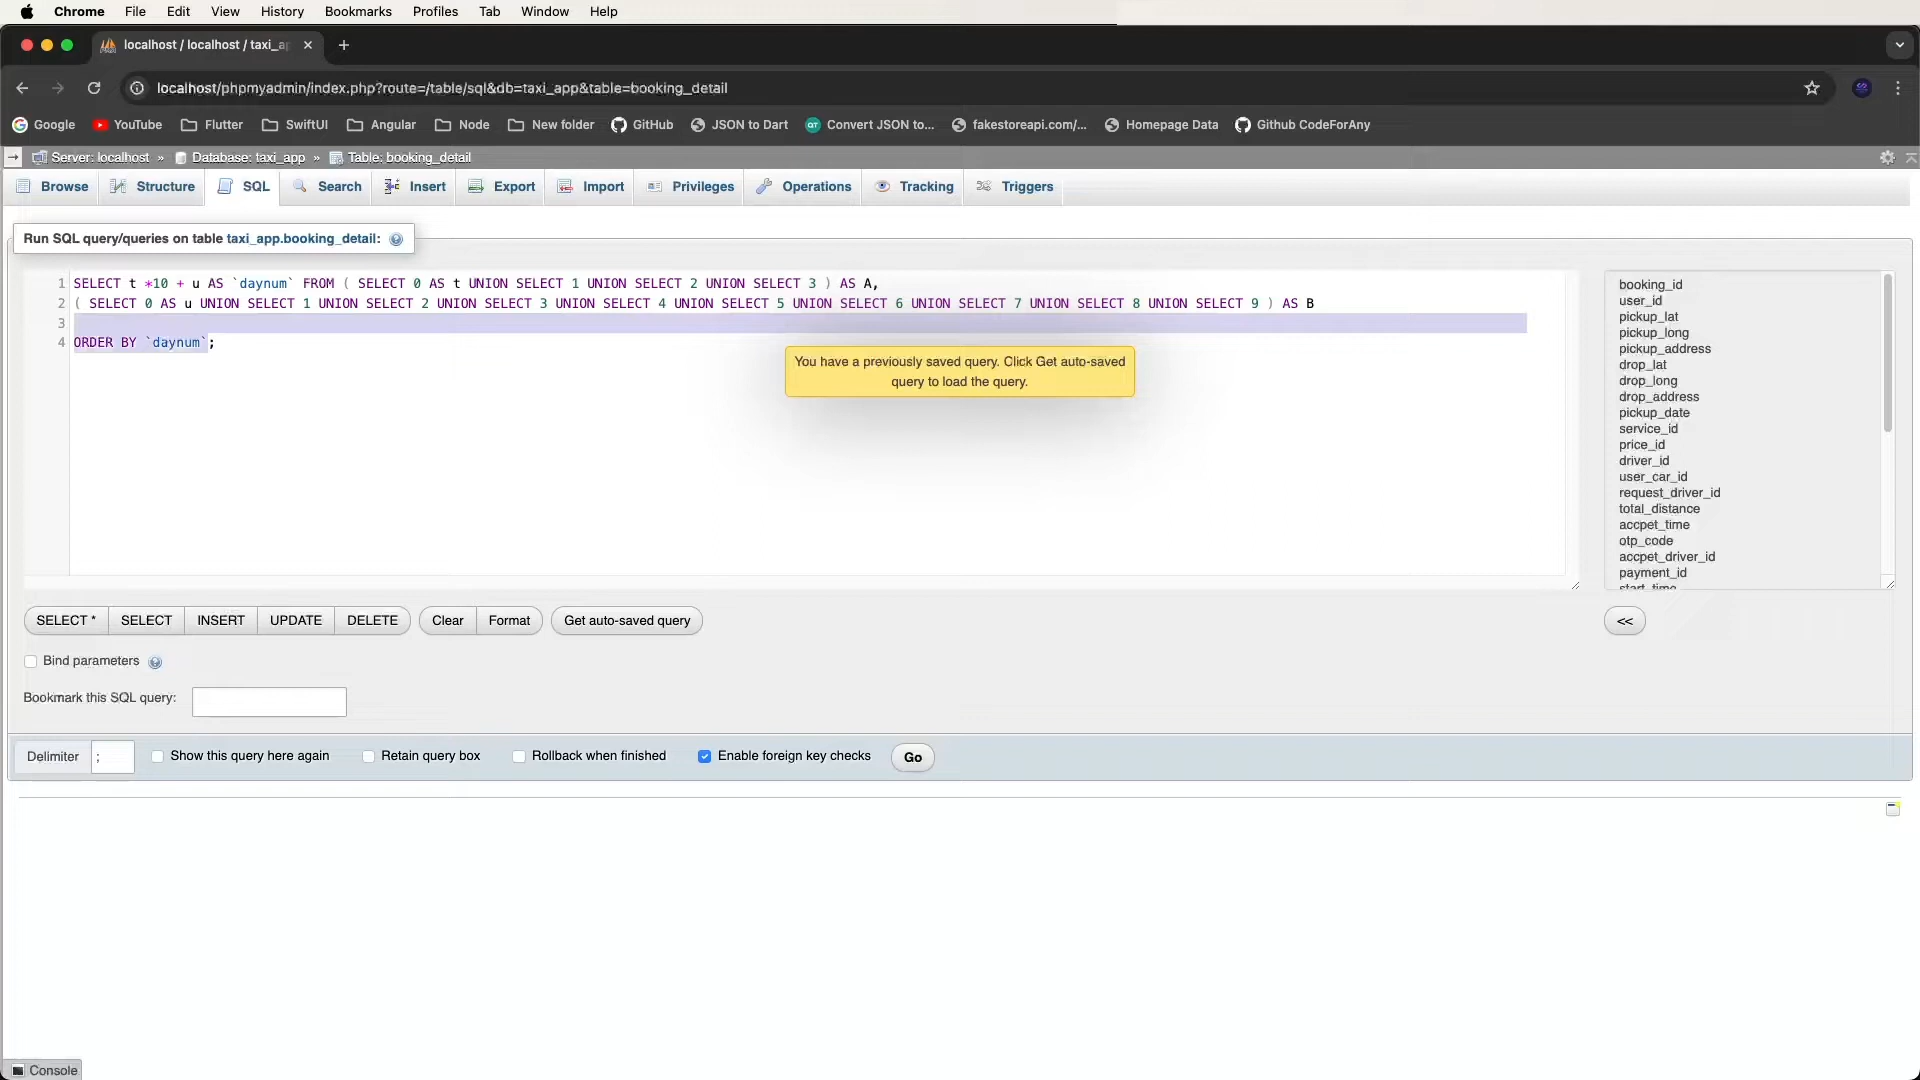 Chrome File Edit View History Bookmarks Profiles Tab Window Help
localhost / localhost / taxi_ap
localhost/phpmyadmin/index.php?route=/table/sql&db=taxi_app&table=booking_detail
Google YouTube Flutter SwiftUI Angular Node New folder GitHub JSON to Dart Convert JSON to... fakestoreapi.com/... Homepage Data Github CodeForAny
Server: localhost » Database: taxi_app » Table: booking_detail
Browse Structure SQL Search Insert Export Import Privileges Operations Tracking Triggers
Run SQL query/queries on table taxi_app.booking_detail:
1 SELECT t *10 + u AS `daynum` FROM ( SELECT 0 AS t UNION SELECT 1 UNION SELECT 2 UNION SELECT 3 ) AS A,
2 ( SELECT 0 AS u UNION SELECT 1 UNION SELECT 2 UNION SELECT 3 UNION SELECT 4 UNION SELECT 5 UNION SELECT 6 UNION SELECT 7 UNION SELECT 8 UNION SELECT 9 ) AS B
3
4 ORDER BY `daynum`;
You have a previously saved query. Click Get auto-saved
query to load the query.
booking_id
user_id
pickup_lat
pickup_long
pickup_address
drop_lat
drop_long
drop_address
pickup_date
service_id
price_id
driver_id
user_car_id
request_driver_id
total_distance
accpet_time
otp_code
accpet_driver_id
payment_id
start_time
SELECT * SELECT INSERT UPDATE DELETE Clear Format Get auto-saved query <<
Bind parameters
Bookmark this SQL query:
Delimiter ; Show this query here again Retain query box Rollback when finished Enable foreign key checks Go
Console